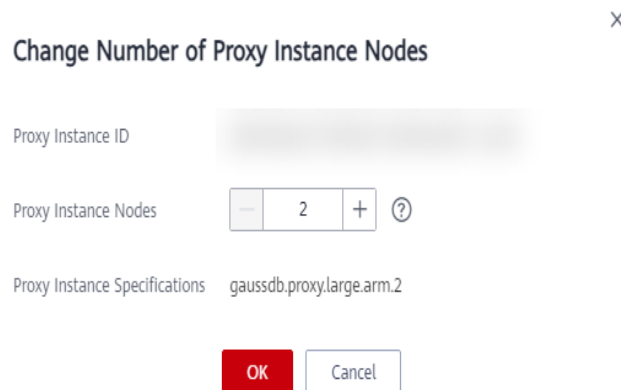 Change Number of Proxy Instance Nodes
Proxy Instance ID
Proxy Instance Nodes − 2 + ?
Proxy Instance Specifications gaussdb.proxy.large.arm.2
OK Cancel